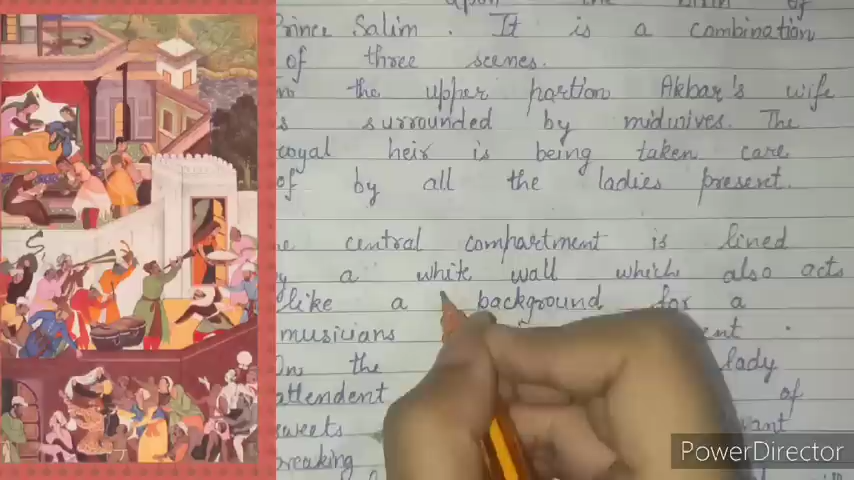 Prince Salim. It is a combination
of three scenes.
the upper partion Akbar's wife
surrounded by midwives. The
royal heir is being taken care
of by all the ladies present.
central compartment is lined
a white wall which also acts
like a background for a
musicians
the lady
attendent of
sweets
breaking
PowerDirector